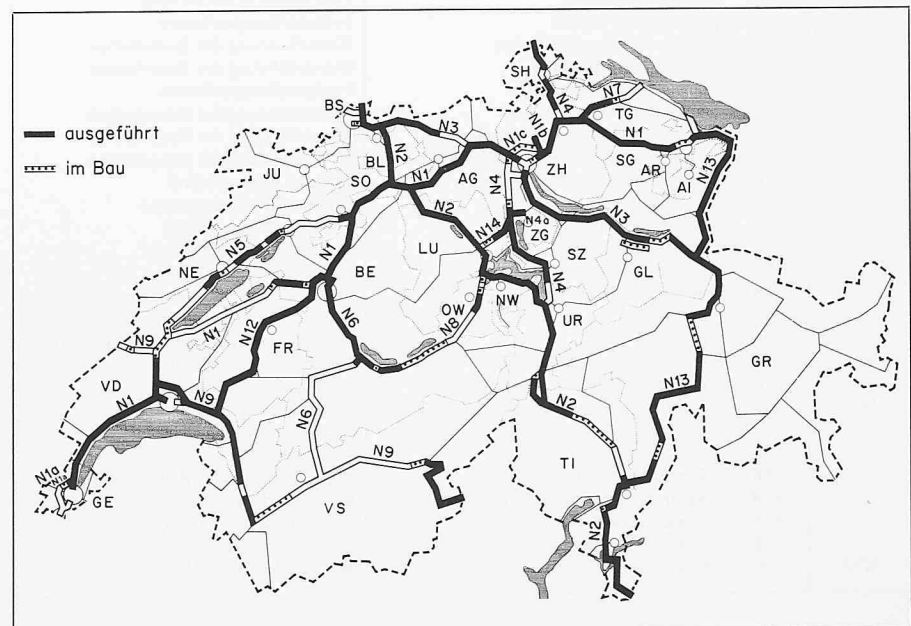 ausgeführt
im Bau
SH
N4
N7
TG
BS
N3
N1b
N1c
N1
N2
BL
N1
ZH
SG
AR
AI
N13
JU
SO
AG
N4
N2
N14
N4a
ZG
N3
N5
N1
LU
SZ
GL
NE
BE
N4
N1
N12
N6
OW
N8
NW
UR
N9
FR
GR
VD
N9
N6
N13
N1
N2
N9
TI
N1a
N1a
GE
VS
N2